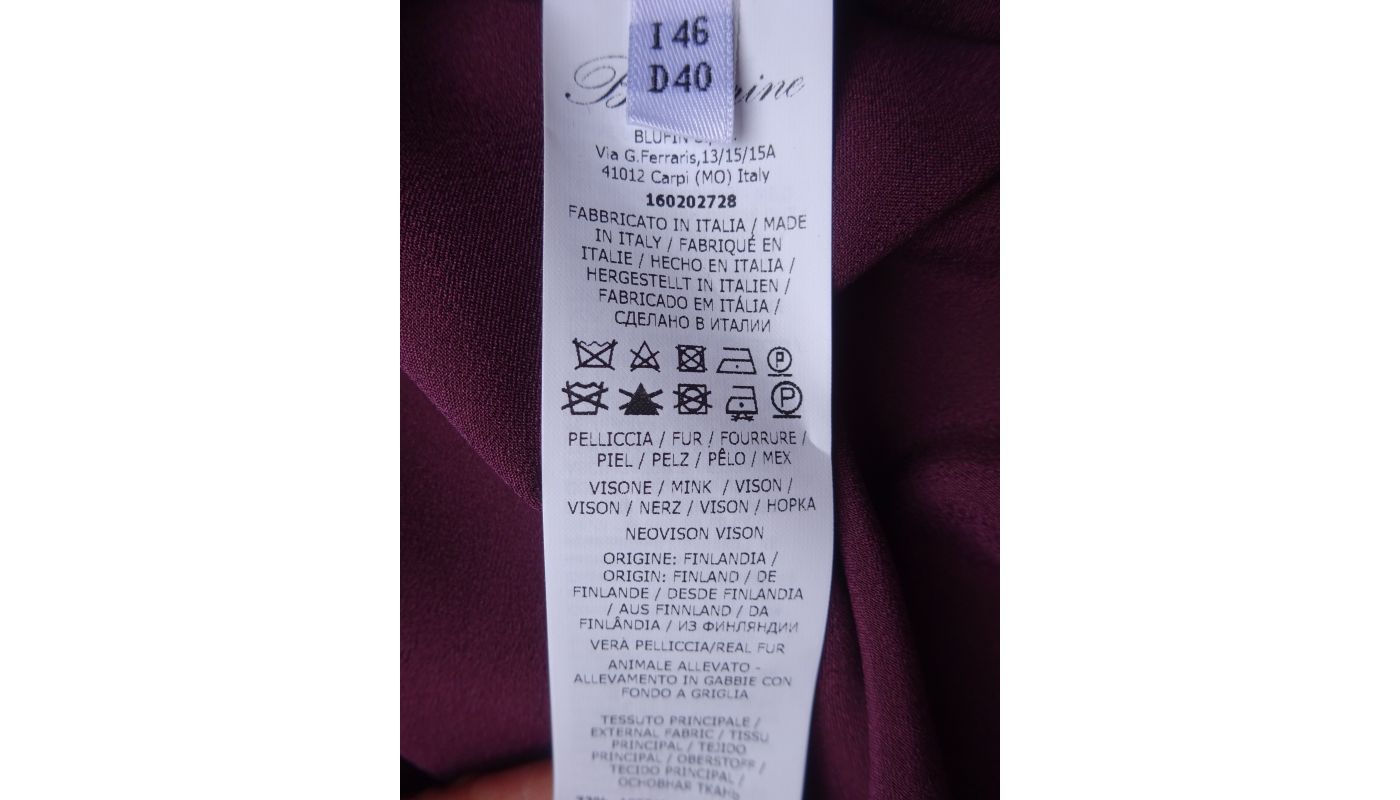 I 46
D 40
BLUFIN
Via G.Ferraris,13/15/15A
41012 Carpi (MO) Italy
160202728
FABBRICATO IN ITALIA / MADE
IN ITALY / FABRIQUÉ EN
ITALIE / HECHO EN ITALIA /
HERGESTELLT IN ITALIEN /
FABRICADO EM ITÁLIA /
СДЕЛАНО В ИТАЛИИ
P
P
PELLICCIA / FUR / FOURRURE /
PIEL / PELZ / PÊLO / MEX
VISONE / MINK / VISON /
VISON / NERZ / VISON / НОРКА
NEOVISON VISON
ORIGINE: FINLANDIA /
ORIGIN: FINLAND / DE
FINLANDE / DESDE FINLANDIA
/ AUS FINNLAND / DA
FINLÂNDIA / ИЗ ФИНЛЯНДИИ
VERA PELLICCIA/REAL FUR
ANIMALE ALLEVATO -
ALLEVAMENTO IN GABBIE CON
FONDO A GRIGLIA
TESSUTO PRINCIPALE /
EXTERNAL FABRIC / TISSU
PRINCIPAL / TEJIDO
PRINCIPAL / OBERSTOFF /
TECIDO PRINCIPAL /
ОСНОВНАЯ ТКАНЬ